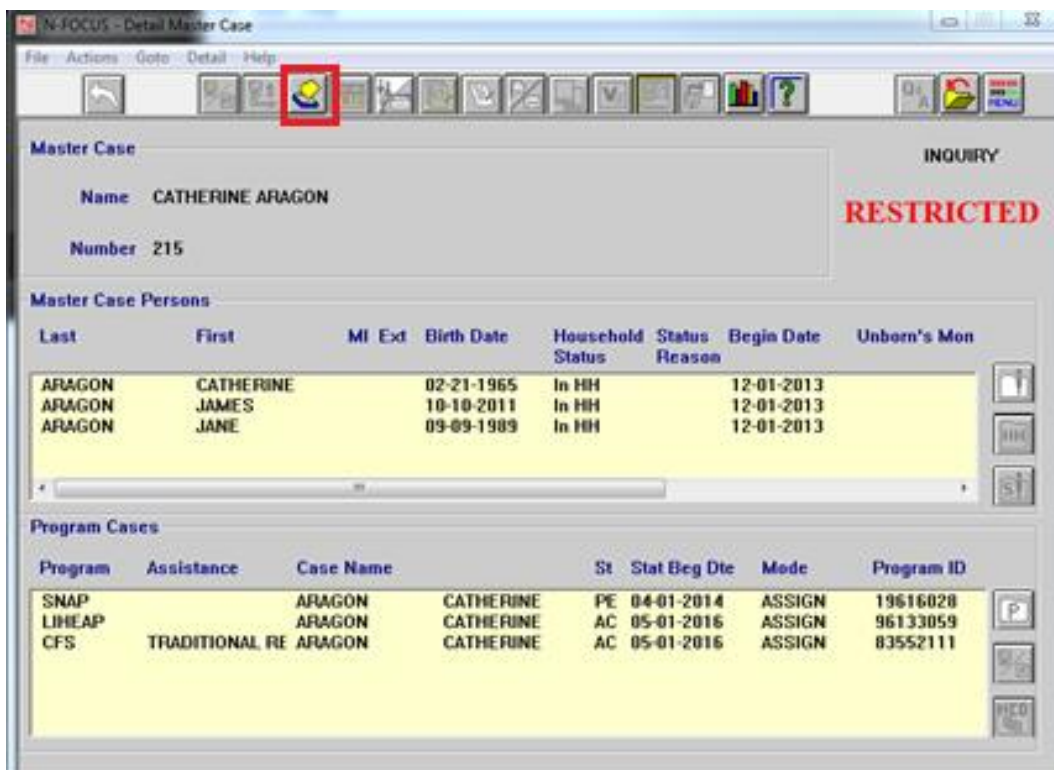 N-FOCUS - Detail Master Case
File Actions Goto Detail Help
MENU
Master Case
INQUIRY
Name CATHERINE ARAGON
RESTRICTED
Number 215
Master Case Persons
Last First MI Ext Birth Date Household Status Status Reason Begin Date Unborn's Mon
ARAGON CATHERINE 02-21-1965 In HH 12-01-2013
ARAGON JAMES 10-10-2011 In HH 12-01-2013
ARAGON JANE 09-09-1989 In HH 12-01-2013
Program Cases
Program Assistance Case Name St Stat Beg Dte Mode Program ID
SNAP ARAGON CATHERINE PE 04-01-2014 ASSIGN 19616028
LIHEAP ARAGON CATHERINE AC 05-01-2016 ASSIGN 96133059
CFS TRADITIONAL RE ARAGON CATHERINE AC 05-01-2016 ASSIGN 83552111
P